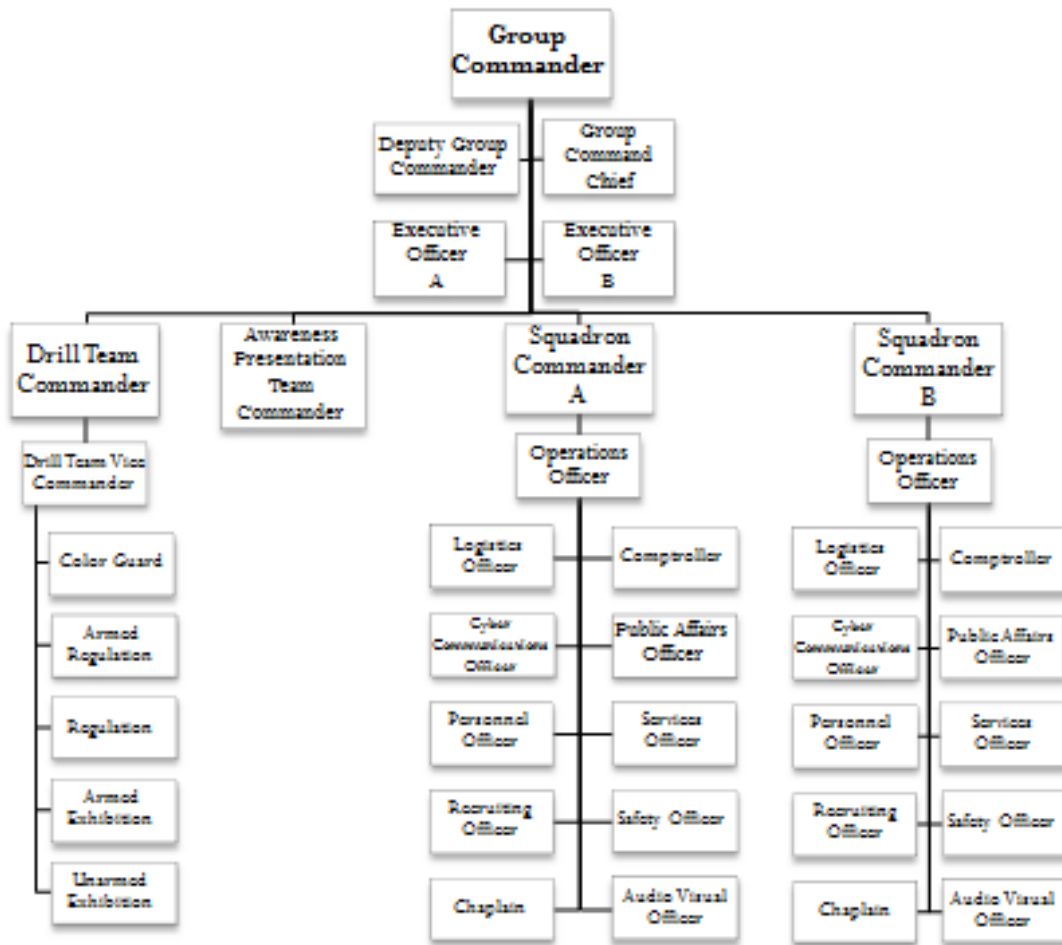 Group
Commander
Deputy Group
Commander
Group
Command
Chief
Executive
Officer
A
Executive
Officer
B
Drill Team
Commander
Awareness
Presentation
Team
Commander
Squadron
Commander
A
Squadron
Commander
B
Drill Team Vice
Commander
Operations
Officer
Operations
Officer
Color Guard
Logistics
Officer
Comptroller
Logistics
Officer
Comptroller
Armed
Regulation
Cyber
Communications
Officer
Public Affairs
Officer
Cyber
Communications
Officer
Public Affairs
Officer
Regulation
Personnel
Officer
Services
Officer
Personnel
Officer
Services
Officer
Armed
Exhibition
Recruiting
Officer
Safety Officer
Recruiting
Officer
Safety Officer
Unarmed
Exhibition
Chaplain
Audio Visual
Officer
Chaplain
Audio Visual
Officer